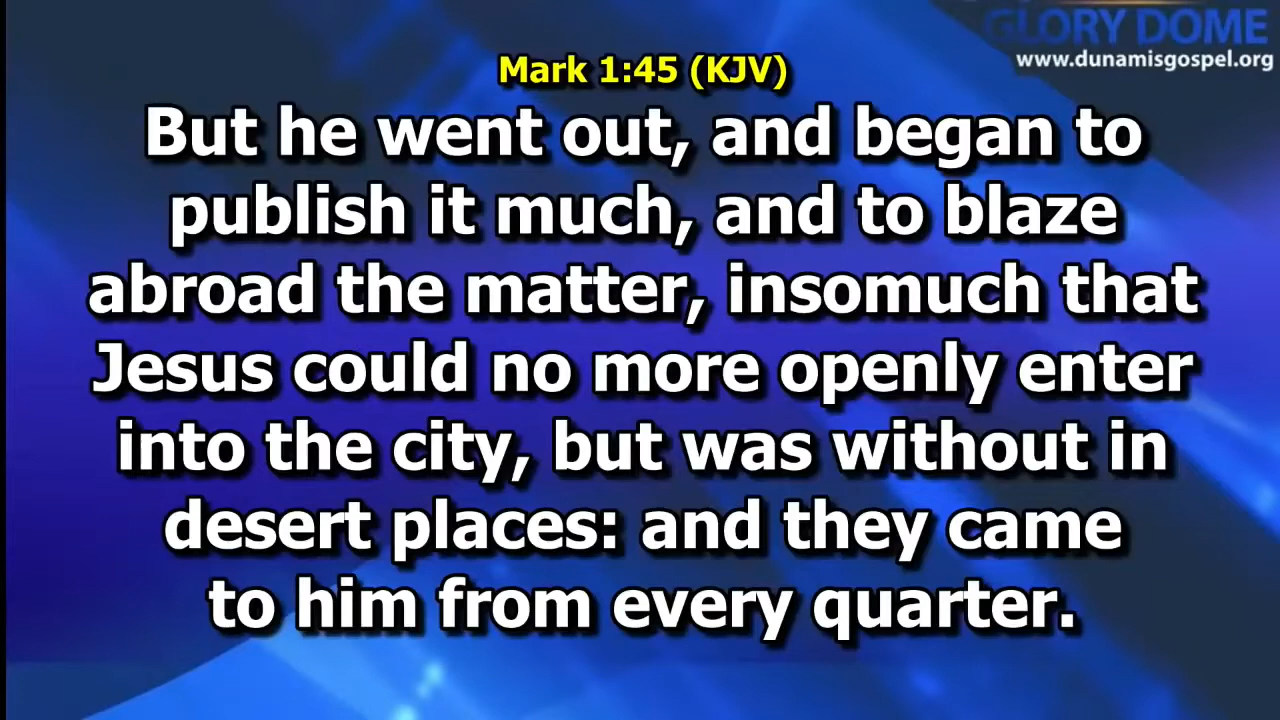 GLORY DOME
www.dunamisgospel.org
Mark 1:45 (KJV)
But he went out, and began to
publish it much, and to blaze
abroad the matter, insomuch that
Jesus could no more openly enter
into the city, but was without in
desert places: and they came
to him from every quarter.